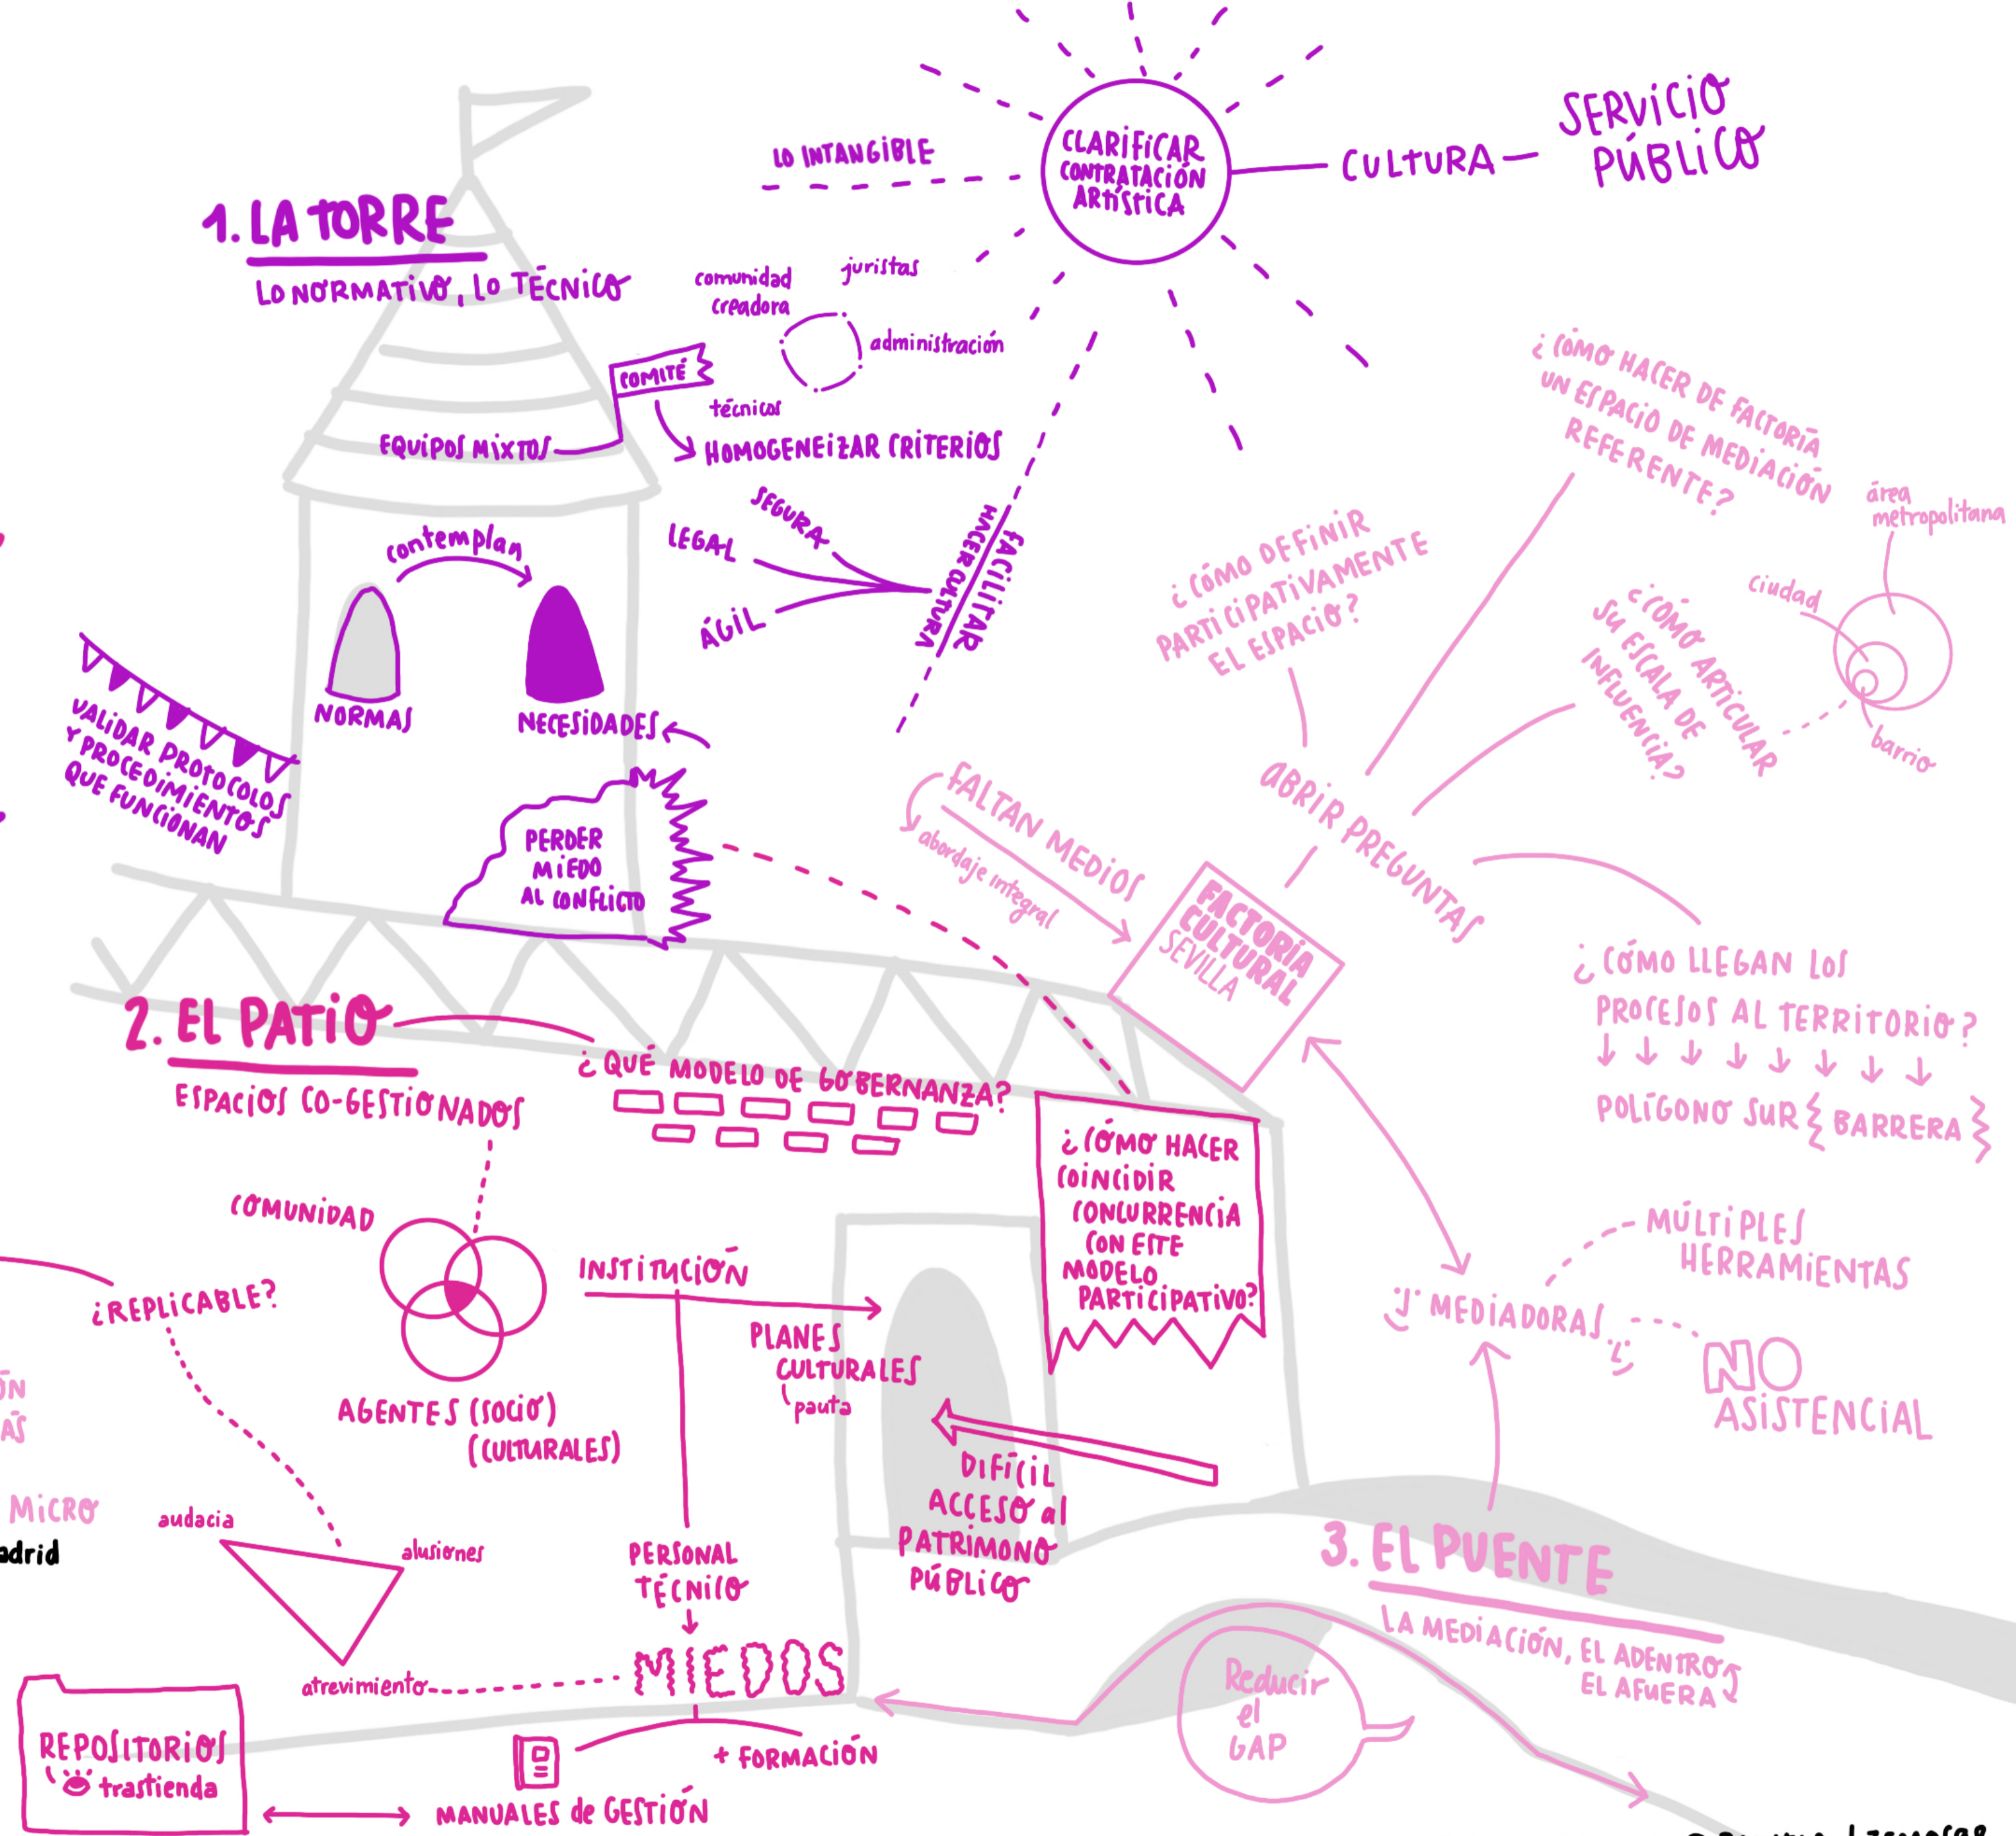 1. LA TORRE
LO NORMATIVO, LO TÉCNICO
LO INTANGIBLE
CLARIFICAR
CONTRATACIÓN
ARTÍSTICA
CULTURA
SERVICIO
PÚBLICO
comunidad
creadora
juristas
administración
técnicos
COMITÉ
EQUIPOS MIXTOS
HOMOGENEIZAR CRITERIOS
SEGURA
LEGAL
ÁGIL
FACILITAR
HACER CULTURA
contemplan
NORMAS
NECESIDADES
VALIDAR PROTOCOLOS
Y PROCEDIMIENTOS
QUE FUNCIONAN
PERDER
MIEDO
AL CONFLICTO
2. EL PATIO
ESPACIOS CO-GESTIONADOS
¿QUÉ MODELO DE GOBERNANZA?
COMUNIDAD
INSTITUCIÓN
AGENTES (SOCIO)
(CULTURALES)
PLANES
CULTURALES
pauta
¿CÓMO HACER
COINCIDIR
CONCURRENCIA
CON ESTE
MODELO
PARTICIPATIVO?
DIFÍCIL
ACCESO al
PATRIMONO
PÚBLICO
¿REPLICABLE?
audacia
alusiones
atrevimiento
PERSONAL
TÉCNICO
MIEDOS
+ FORMACIÓN
MANUALES de GESTIÓN
REPOSITORIOS
trastienda
MICRO
3. EL PUENTE
LA MEDIACIÓN, EL ADENTRO
EL AFUERA
Reducir
el
GAP
MEDIADORAS
MÚLTIPLES
HERRAMIENTAS
NO
ASISTENCIAL
FACTORÍA
CULTURAL
SEVILLA
FALTAN MEDIOS
abordaje integral
ABRIR PREGUNTAS
¿CÓMO DEFINIR
PARTICIPATIVAMENTE
EL ESPACIO?
¿CÓMO HACER DE FACTORÍA
UN ESPACIO DE MEDIACIÓN
REFERENTE?
¿CÓMO ARTICULAR
SU ESCALA DE
INFLUENCIA?
área
metropolitana
ciudad
barrio
¿CÓMO LLEGAN LOS
PROCESOS AL TERRITORIO?
POLÍGONO SUR { BARRERA }